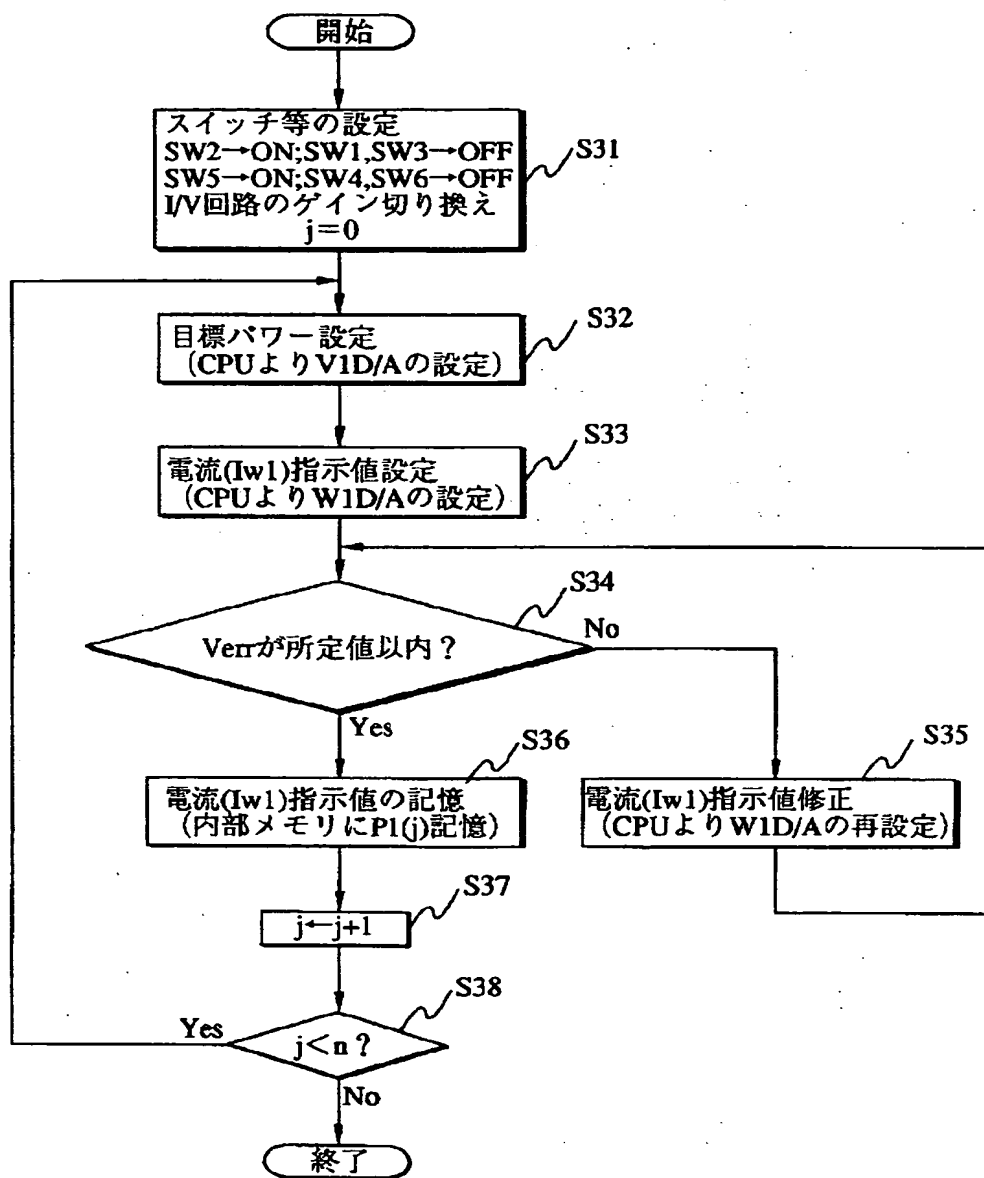 開始
スイッチ等の設定
SW2→ON;SW1,SW3→OFF
SW5→ON;SW4,SW6→OFF
I/V回路のゲイン切り換え
j=0
S31
目標パワー設定
(CPUよりV1D/Aの設定)
S32
電流(Iw1)指示値設定
(CPUよりW1D/Aの設定)
S33
Verrが所定値以内？
S34
No
Yes
電流(Iw1)指示値の記憶
(内部メモリにP1(j)記憶)
S36
電流(Iw1)指示値修正
(CPUよりW1D/Aの再設定)
S35
j←j+1
S37
j<n？
S38
Yes
No
終了